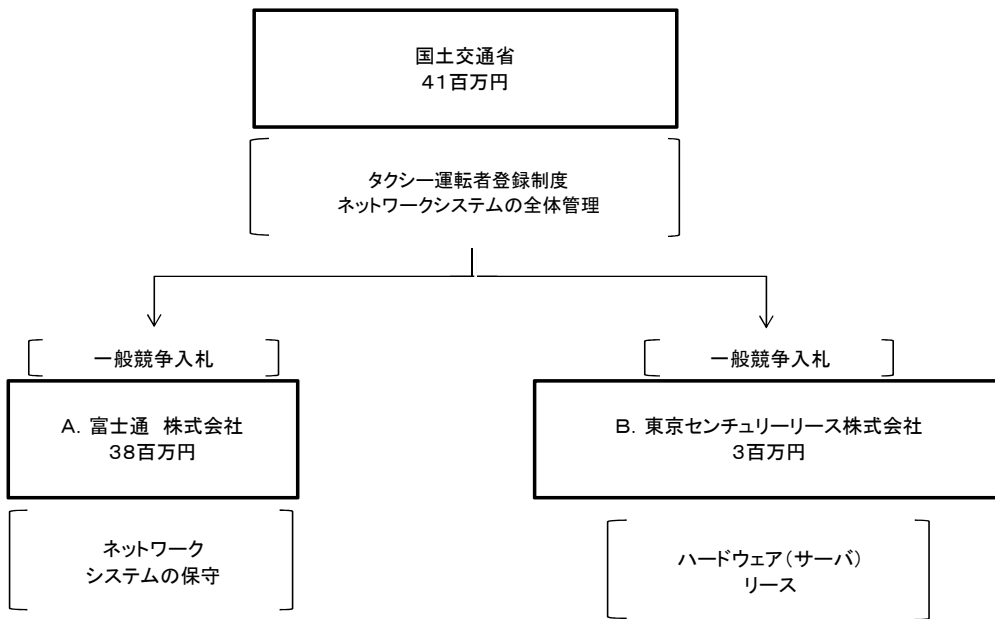 国土交通省
41百万円
タクシー運転者登録制度
ネットワークシステムの全体管理
一般競争入札
A. 富士通　株式会社
38百万円
ネットワーク
システムの保守
一般競争入札
B. 東京センチュリーリース株式会社
3百万円
ハードウェア(サーバ)
リース